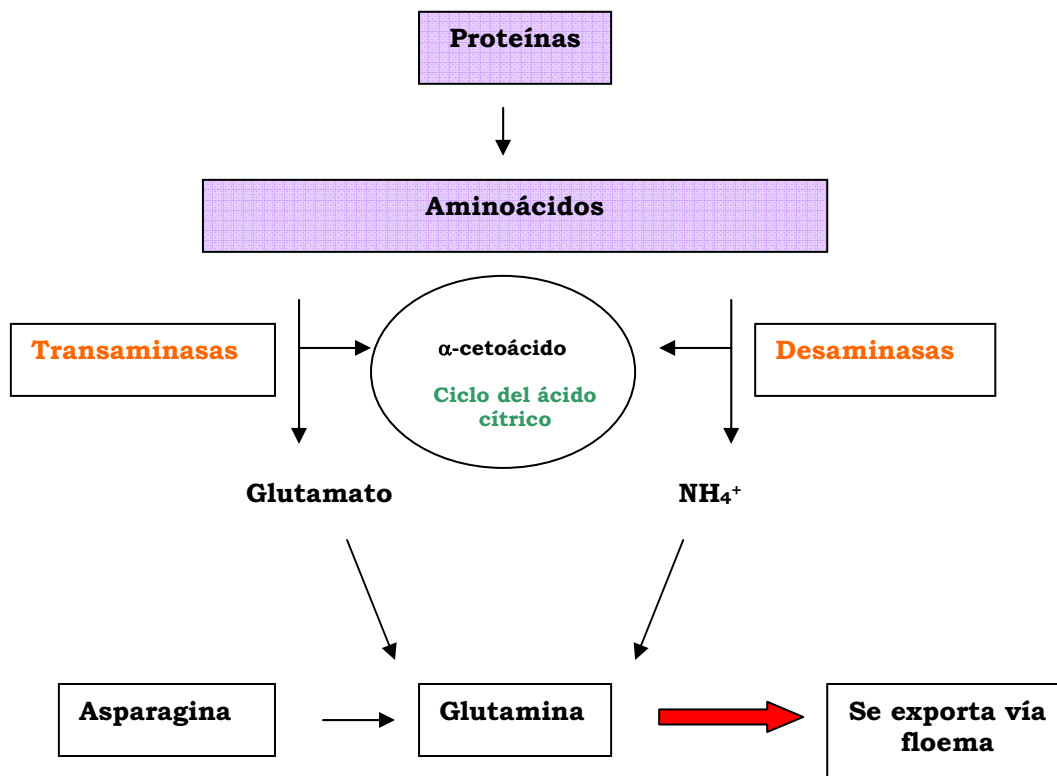 Proteínas
Aminoácidos
Transaminasas
α-cetoácido
Ciclo del ácido
cítrico
Desaminasas
Glutamato
NH₄⁺
Asparagina
Glutamina
Se exporta vía
floema